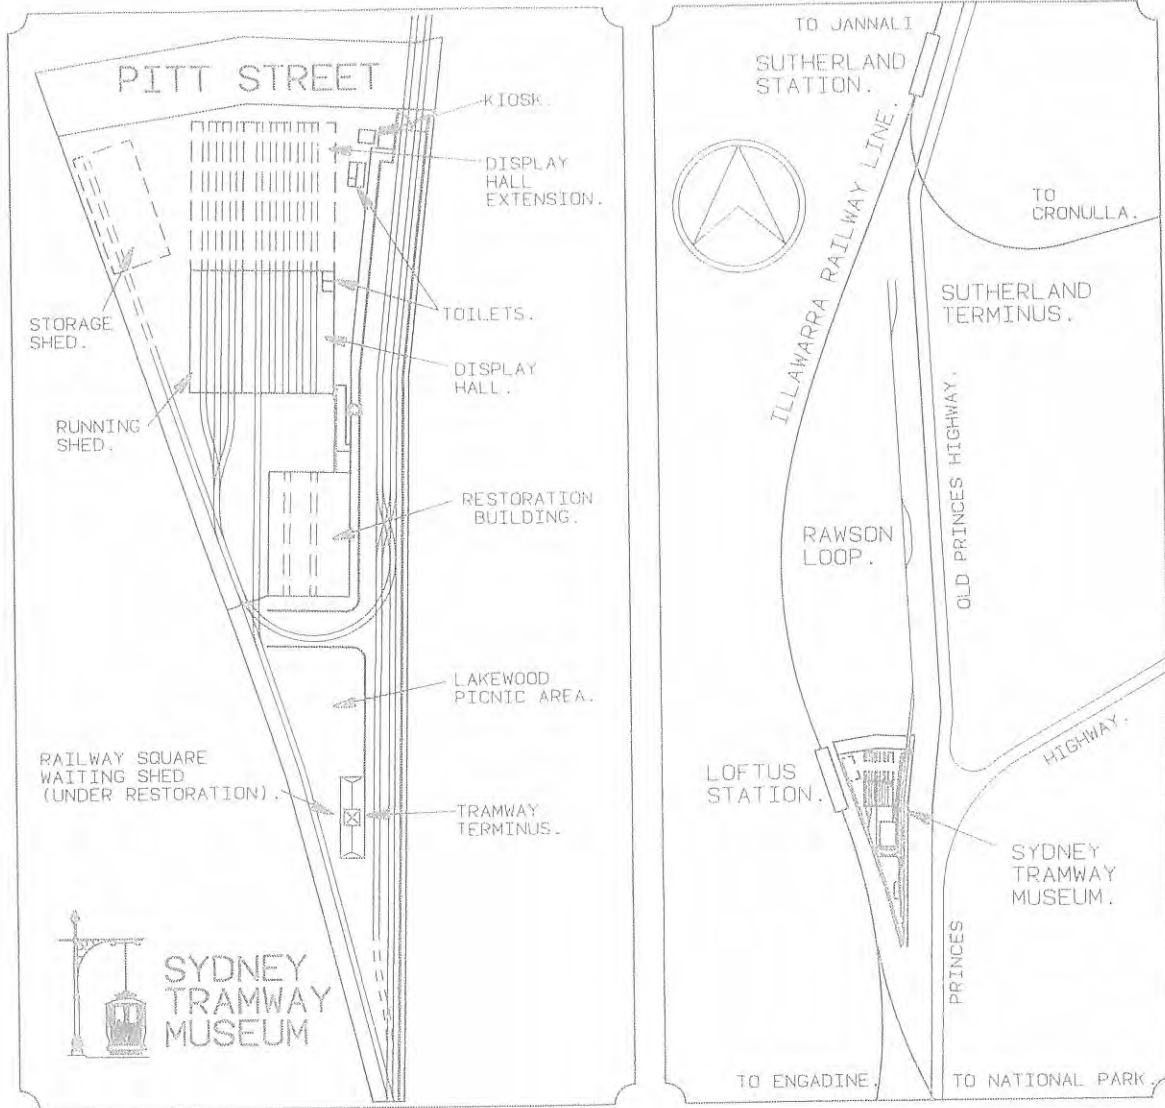 PITT STREET
KIOSK.
DISPLAY
HALL
EXTENSION.
TOILETS.
STORAGE
SHED.
DISPLAY
HALL.
RUNNING
SHED.
RESTORATION
BUILDING.
LAKEWOOD
PICNIC AREA.
RAILWAY SQUARE
WAITING SHED
(UNDER RESTORATION).
TRAMWAY
TERMINUS.
SYDNEY
TRAMWAY
MUSEUM
TO JANNALI
SUTHERLAND
STATION.
ILLAWARRA RAILWAY LINE.
TO
CRONULLA.
SUTHERLAND
TERMINUS.
OLD PRINCES HIGHWAY.
RAWSON
LOOP.
HIGHWAY.
LOFTUS
STATION.
SYDNEY
TRAMWAY
MUSEUM.
PRINCES
TO ENGADINE.
TO NATIONAL PARK.